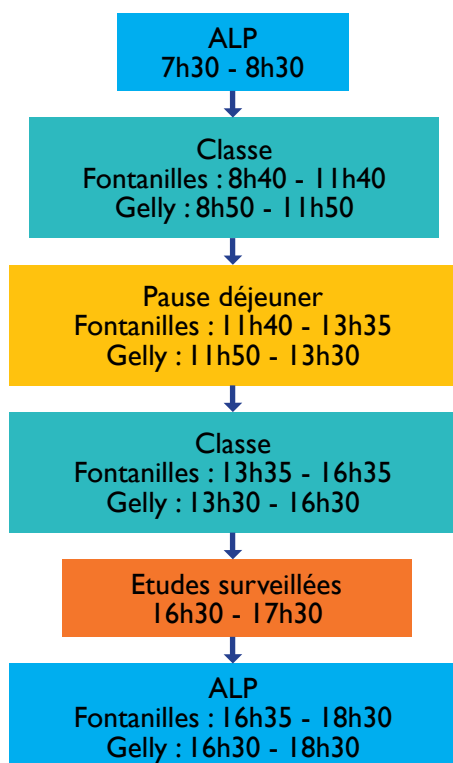 ALP
7h30 - 8h30
Classe
Fontanilles : 8h40 - 11h40
Gelly : 8h50 - 11h50
Pause déjeuner
Fontanilles : 11h40 - 13h35
Gelly : 11h50 - 13h30
Classe
Fontanilles : 13h35 - 16h35
Gelly : 13h30 - 16h30
Etudes surveillées
16h30 - 17h30
ALP
Fontanilles : 16h35 - 18h30
Gelly : 16h30 - 18h30